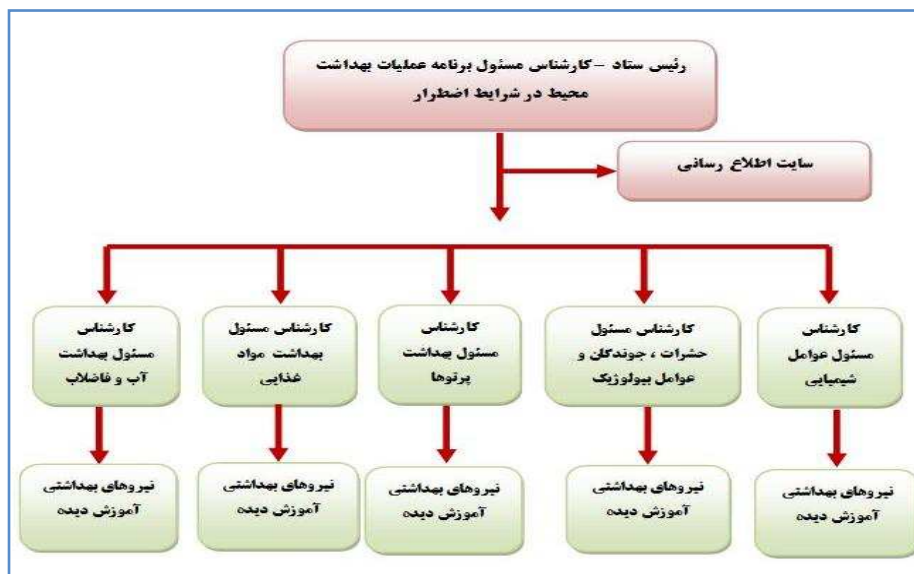 رئیس ستاد – کارشناس مسئول برنامه عملیات بهداشت
محیط در شرایط اضطرار
سایت اطلاع رسانی
کارشناس
مسئول عوامل
شیمیایی
کارشناس مسئول
حشرات ، جوندگان و
عوامل بیولوژیک
کارشناس
مسئول بهداشت
پرتوها
کارشناس مسئول
بهداشت مواد
غذایی
کارشناس
مسئول بهداشت
آب و فاضلاب
نیروهای بهداشتی
آموزش دیده
نیروهای بهداشتی
آموزش دیده
نیروهای بهداشتی
آموزش دیده
نیروهای بهداشتی
آموزش دیده
نیروهای بهداشتی
آموزش دیده